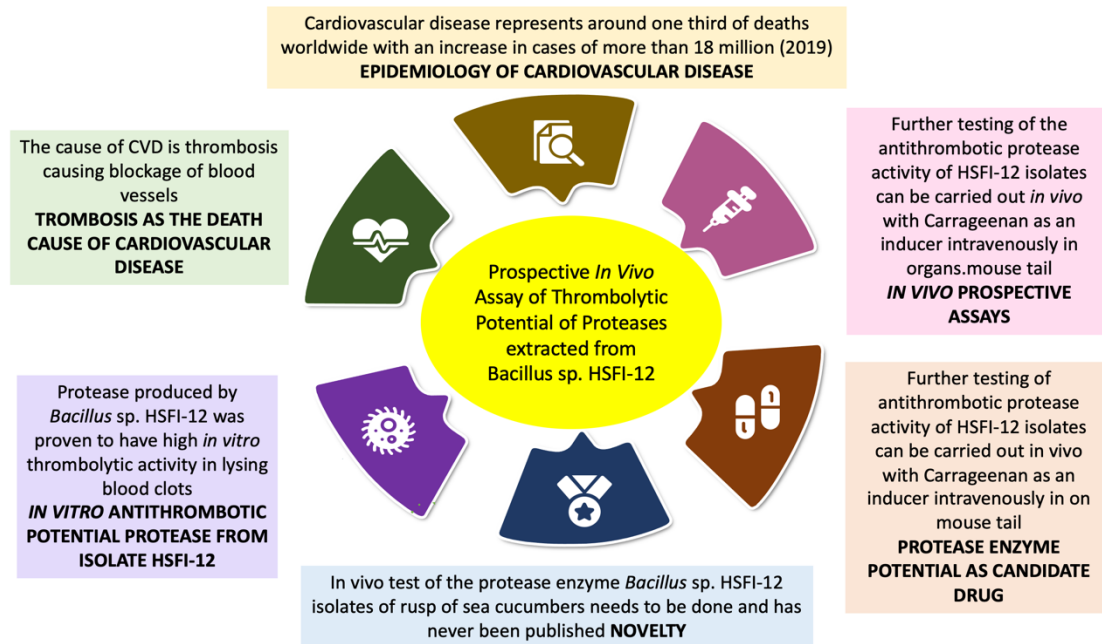 Cardiovascular disease represents around one third of deaths
worldwide with an increase in cases of more than 18 million (2019)
EPIDEMIOLOGY OF CARDIOVASCULAR DISEASE
The cause of CVD is thrombosis
causing blockage of blood
vessels
TROMBOSIS AS THE DEATH
CAUSE OF CARDIOVASCULAR
DISEASE
Further testing of the
antithrombotic protease
activity of HSFI-12 isolates
can be carried out in vivo
with Carrageenan as an
inducer intravenously in
organs.mouse tail
IN VIVO PROSPECTIVE
ASSAYS
Prospective In Vivo
Assay of Thrombolytic
Potential of Proteases
extracted from
Bacillus sp. HSFI-12
Protease produced by
Bacillus sp. HSFI-12 was
proven to have high in vitro
thrombolytic activity in lysing
blood clots
IN VITRO ANTITHROMBOTIC
POTENTIAL PROTEASE FROM
ISOLATE HSFI-12
Further testing of
antithrombotic protease
activity of HSFI-12 isolates
can be carried out in vivo
with Carrageenan as an
inducer intravenously in on
mouse tail
PROTEASE ENZYME
POTENTIAL AS CANDIDATE
DRUG
In vivo test of the protease enzyme Bacillus sp. HSFI-12
isolates of rusp of sea cucumbers needs to be done and has
never been published NOVELTY